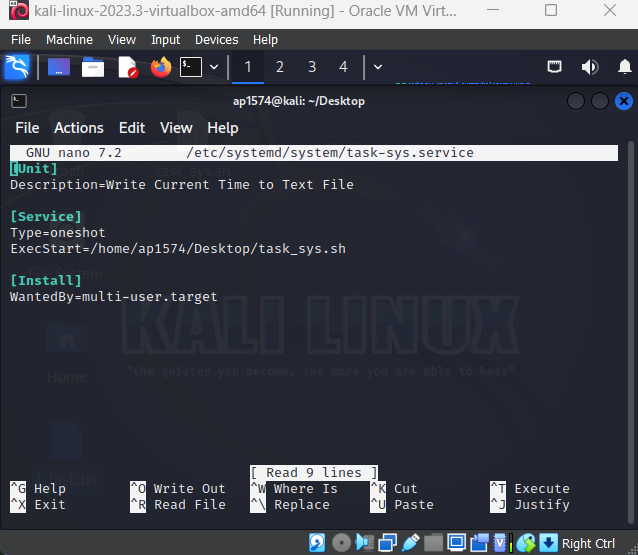 kali-linux-2023.3-virtualbox-amd64 [Running] - Oracle VM Virt...
File Machine View Input Devices Help
1 2 3 4
ap1574@kali: ~/Desktop
File Actions Edit View Help
GNU nano 7.2 /etc/systemd/system/task-sys.service
[Unit]
Description=Write Current Time to Text File
[Service]
Type=oneshot
ExecStart=/home/ap1574/Desktop/task_sys.sh
[Install]
WantedBy=multi-user.target
KALI LINUX
"the quieter you become, the more you are able to hear"
Home
task.txt
[ Read 9 lines ]
^G Help ^O Write Out ^W Where Is ^K Cut ^T Execute
^X Exit ^R Read File ^\ Replace ^U Paste ^J Justify
Right Ctrl